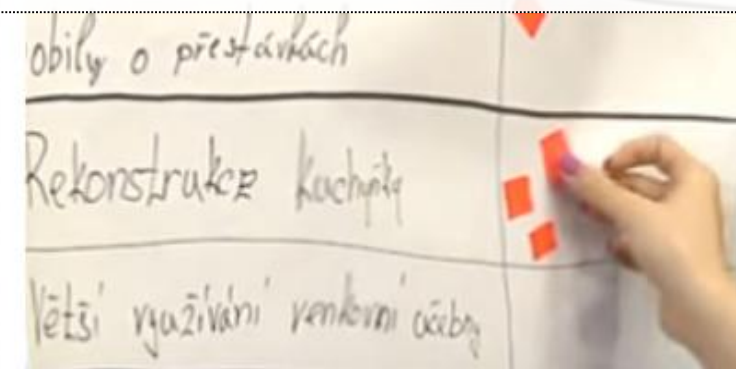 obily o přestávkách
Rekonstrukce kuchyňky
Větší využívání venkovní učebny